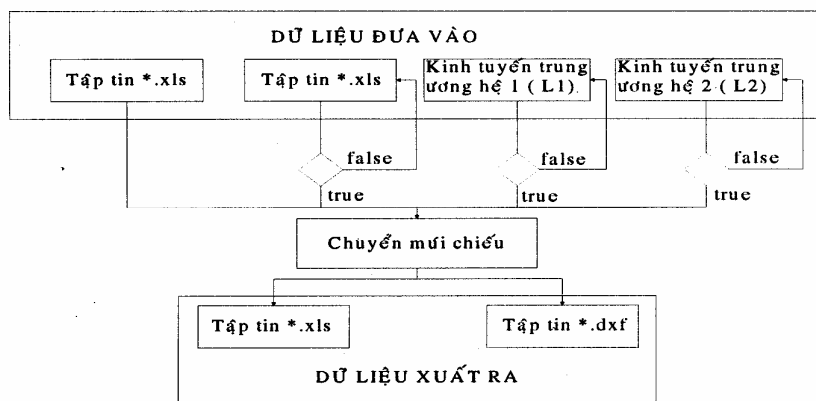 DỮ LIỆU ĐƯA VÀO
Tập tin *.xls
Tập tin *.xls
Kinh tuyến trung
ương hệ 1 ( L1)
Kinh tuyến trung
ương hệ 2 ( L2)
false
false
false
true
true
true
Chuyển mưi chiếu
Tập tin *.xls
Tập tin *.dxf
DỮ LIỆU XUẤT RA